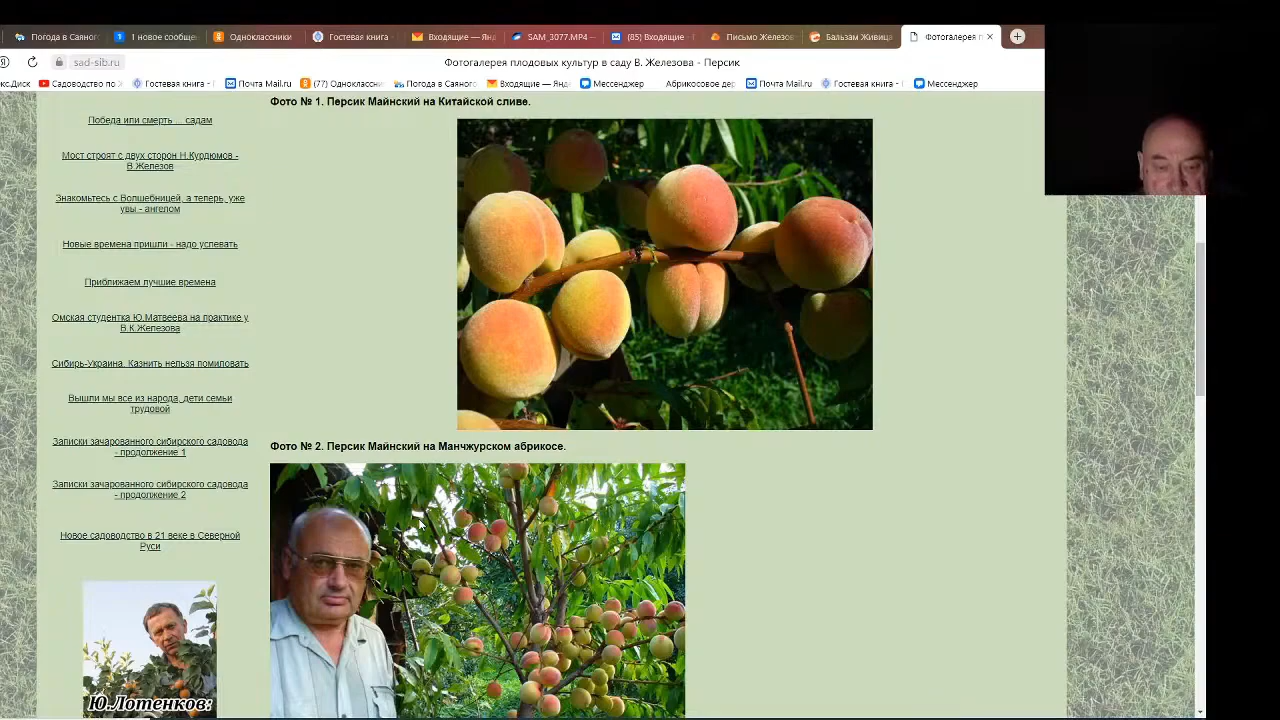 Погода в Саяног
1 новое сообще
Одноклассники
Гостевая книга -
Входящие — Янд
SAM_3077.MP4 —
(85) Входящие -
Письмо Железов
Бальзам Живица
Фотогалерея п
sad-sib.ru
Фотогалерея плодовых культур в саду В. Железова - Персик
кс.Диск
Садоводство по
Гостевая книга - Г
Почта Mail.ru
(77) Одноклассни
Погода в Саяног
Входящие — Янд
Мессенджер
Абрикосовое дер
Почта Mail.ru
Гостевая книга - Г
Мессенджер
Победа или смерть ... садам
Мост строят с двух сторон Н.Курдюмов -
В.Железов
Знакомьтесь с Волшебницей, а теперь, уже
увы - ангелом
Новые времена пришли - надо успевать
Приближаем лучшие времена
Омская студентка Ю.Матвеева на практике у
В.К.Железова
Сибирь-Украина. Казнить нельзя помиловать
Вышли мы все из народа, дети семьи
трудовой
Записки зачарованного сибирского садовода
- продолжение 1
Записки зачарованного сибирского садовода
- продолжение 2
Новое садоводство в 21 веке в Северной
Руси
Ю.Лотенков:
Фото № 1. Персик Майнский на Китайской сливе.
Фото № 2. Персик Майнский на Манчжурском абрикосе.